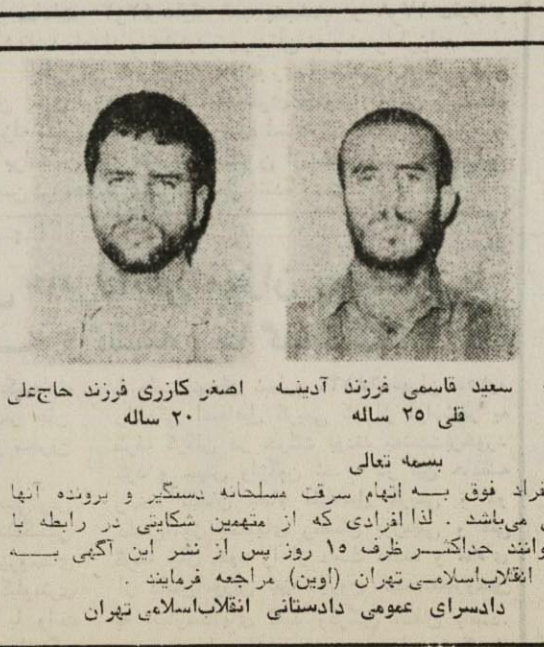 سعید قاسمی فرزند آدینه
قلی ۲۵ ساله
اصغر کازری فرزند حاج‌علی
۲۰ ساله
بسمه تعالی
فراد فوق به اتهام سرقت مسلحانه دستگیر و پرونده آنها
می‌باشد . لذا افرادی که از متهمین شکایتی در رابطه با
وانند حداکثر ظرف ۱۵ روز پس از نشر این آگهی به
انقلاب‌اسلامی تهران (اوین) مراجعه فرمایند .
دادسرای عمومی دادستانی انقلاب‌اسلامی تهران